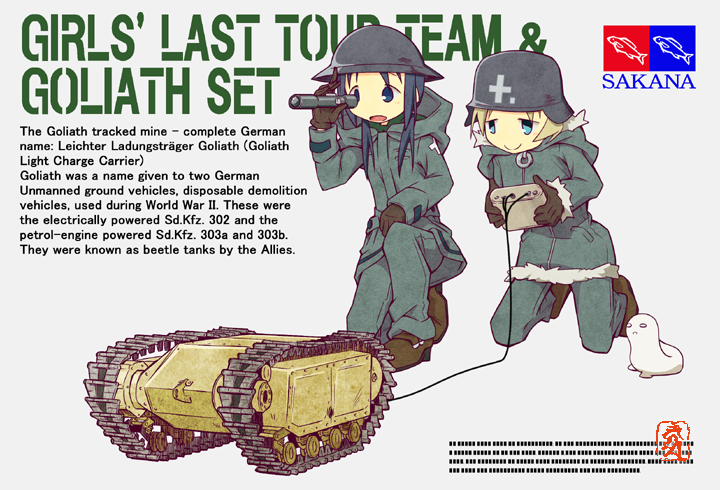 GIRLS' LAST TOUR TEAM &
GOLIATH SET
SAKANA
The Goliath tracked mine - complete German
name: Leichter Ladungsträger Goliath (Goliath
Light Charge Carrier)
Goliath was a name given to two German
Unmanned ground vehicles, disposable demolition
vehicles, used during World War II. These were
the electrically powered Sd.Kfz. 302 and the
petrol-engine powered Sd.Kfz. 303a and 303b.
They were known as beetle tanks by the Allies.